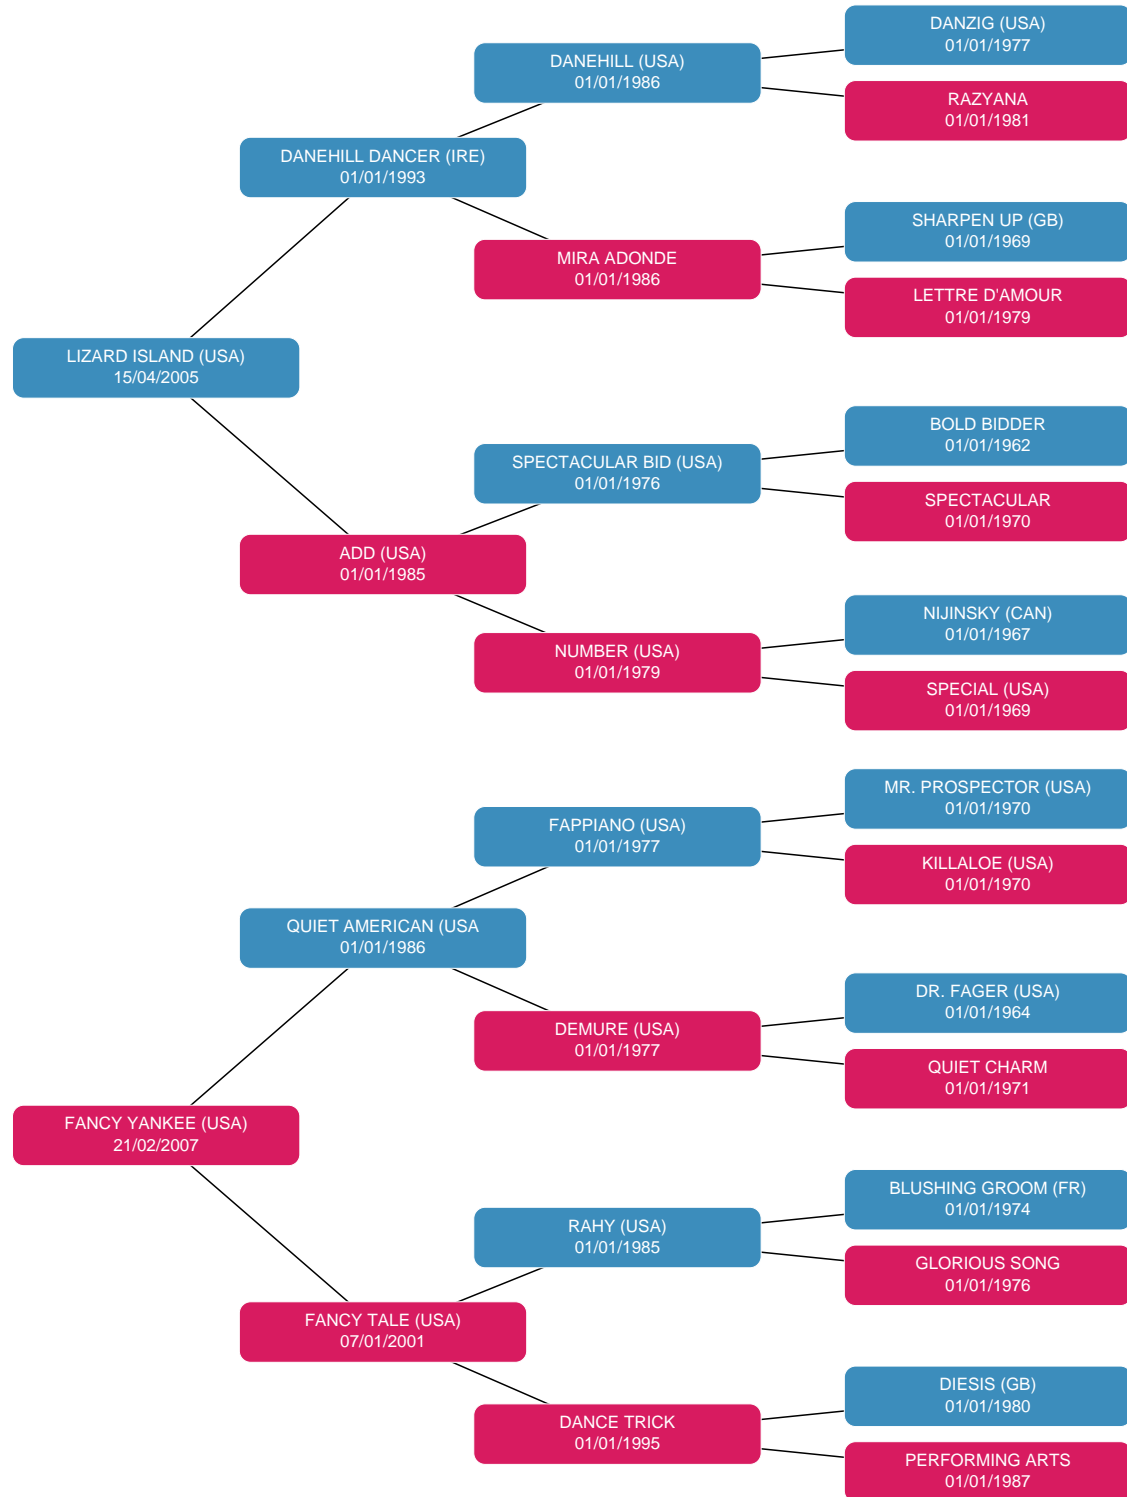 DANZIG (USA)
01/01/1977
DANEHILL (USA)
01/01/1986
RAZYANA
01/01/1981
DANEHILL DANCER (IRE)
01/01/1993
SHARPEN UP (GB)
01/01/1969
MIRA ADONDE
01/01/1986
LETTRE D'AMOUR
01/01/1979
LIZARD ISLAND (USA)
15/04/2005
BOLD BIDDER
01/01/1962
SPECTACULAR BID (USA)
01/01/1976
SPECTACULAR
01/01/1970
ADD (USA)
01/01/1985
NIJINSKY (CAN)
01/01/1967
NUMBER (USA)
01/01/1979
SPECIAL (USA)
01/01/1969
MR. PROSPECTOR (USA)
01/01/1970
FAPPIANO (USA)
01/01/1977
KILLALOE (USA)
01/01/1970
QUIET AMERICAN (USA
01/01/1986
DR. FAGER (USA)
01/01/1964
DEMURE (USA)
01/01/1977
QUIET CHARM
01/01/1971
FANCY YANKEE (USA)
21/02/2007
BLUSHING GROOM (FR)
01/01/1974
RAHY (USA)
01/01/1985
GLORIOUS SONG
01/01/1976
FANCY TALE (USA)
07/01/2001
DIESIS (GB)
01/01/1980
DANCE TRICK
01/01/1995
PERFORMING ARTS
01/01/1987